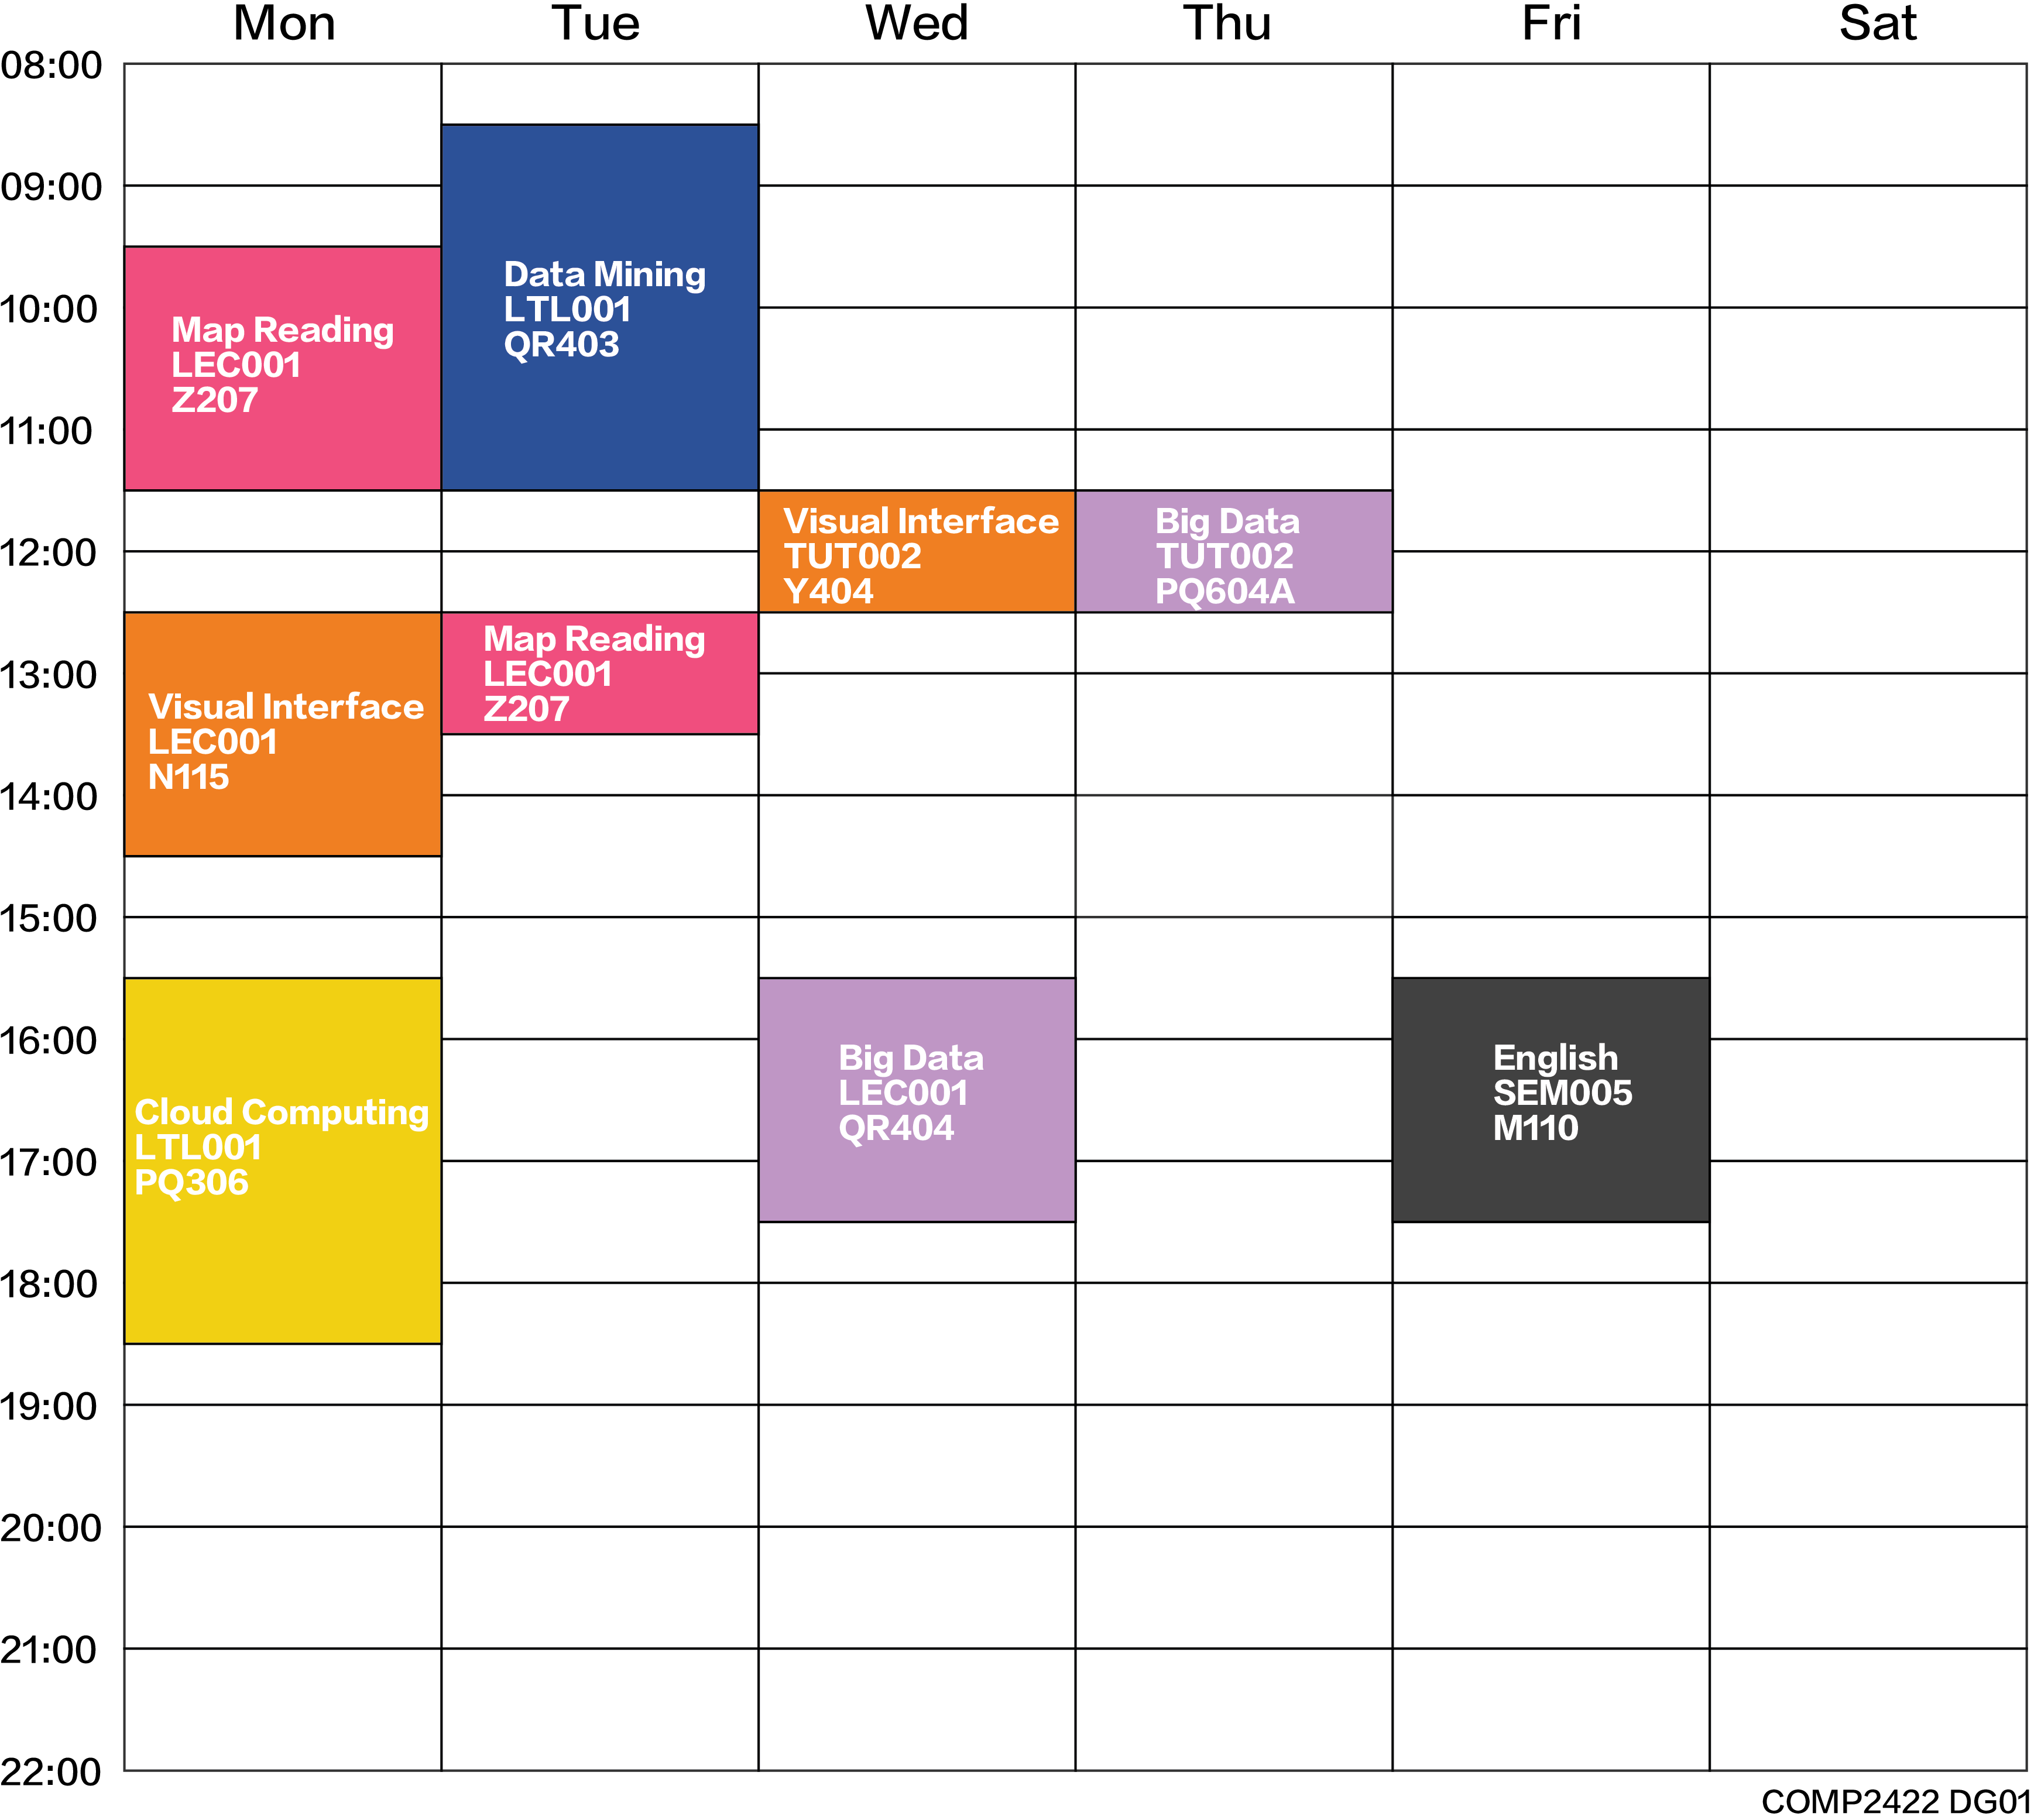 Mon Tue Wed Thu Fri Sat
08:00
09:00
10:00
11:00
12:00
13:00
14:00
15:00
16:00
17:00
18:00
19:00
20:00
21:00
22:00
Map Reading
LEC001
Z207
Visual Interface
LEC001
N115
Cloud Computing
LTL001
PQ306
Data Mining
LTL001
QR403
Map Reading
LEC001
Z207
Visual Interface
TUT002
Y404
Big Data
LEC001
QR404
Big Data
TUT002
PQ604A
English
SEM005
M110
COMP2422 DG01